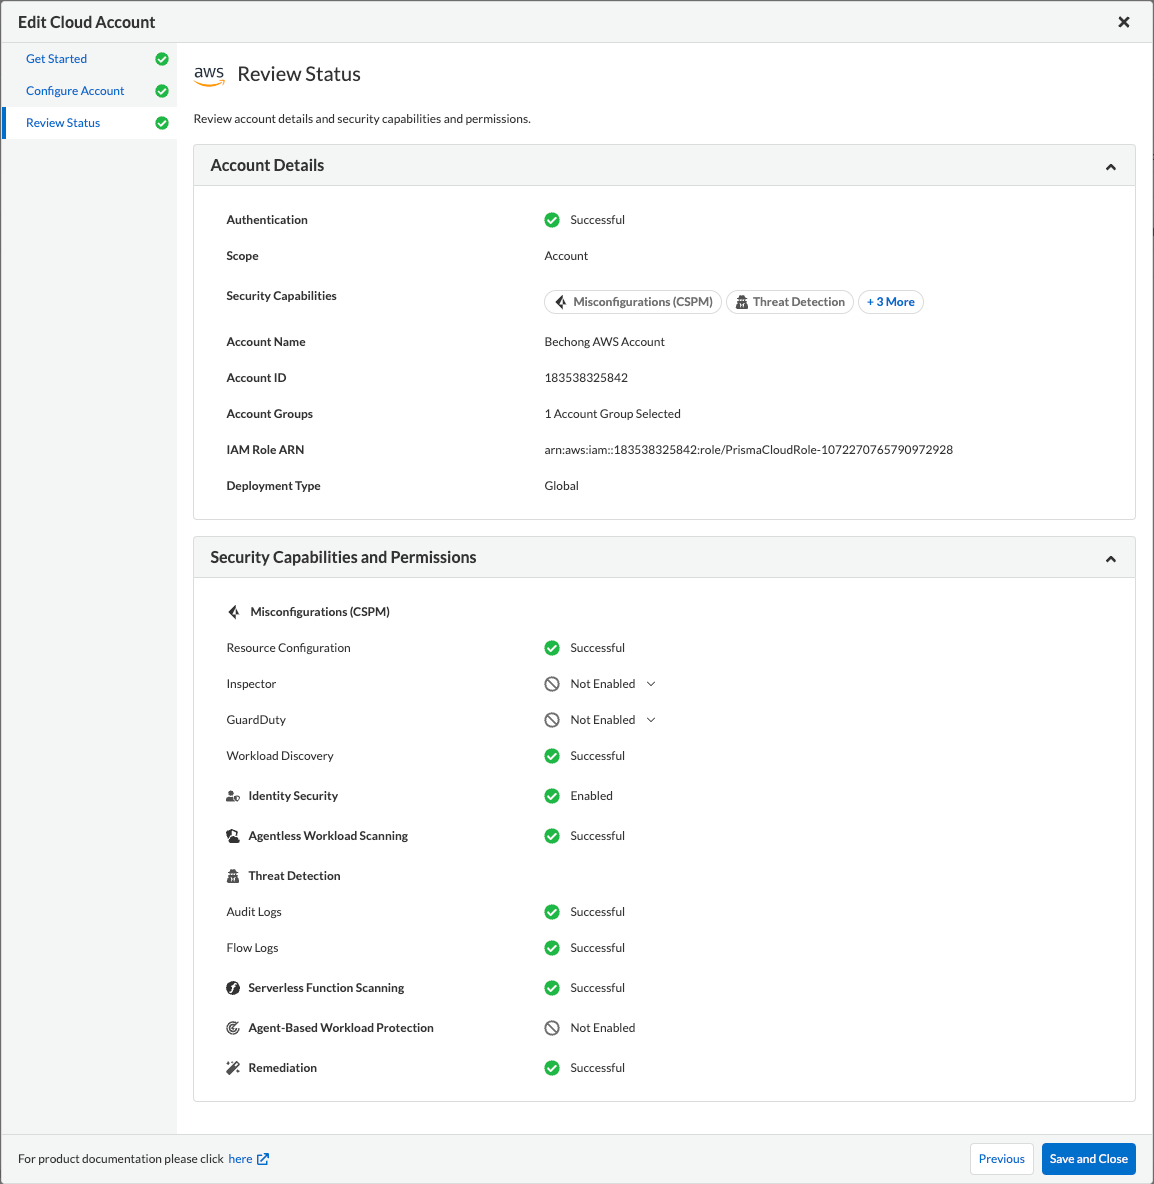 Edit Cloud Account
Get Started
Configure Account
Review Status
aws Review Status
Review account details and security capabilities and permissions.
Account Details
Authentication Successful
Scope Account
Security Capabilities Misconfigurations (CSPM) Threat Detection + 3 More
Account Name Bechong AWS Account
Account ID 183538325842
Account Groups 1 Account Group Selected
IAM Role ARN arn:aws:iam::183538325842:role/PrismaCloudRole-1072270765790972928
Deployment Type Global
Security Capabilities and Permissions
Misconfigurations (CSPM)
Resource Configuration Successful
Inspector Not Enabled
GuardDuty Not Enabled
Workload Discovery Successful
Identity Security Enabled
Agentless Workload Scanning Successful
Threat Detection
Audit Logs Successful
Flow Logs Successful
Serverless Function Scanning Successful
Agent-Based Workload Protection Not Enabled
Remediation Successful
For product documentation please click here
Previous Save and Close